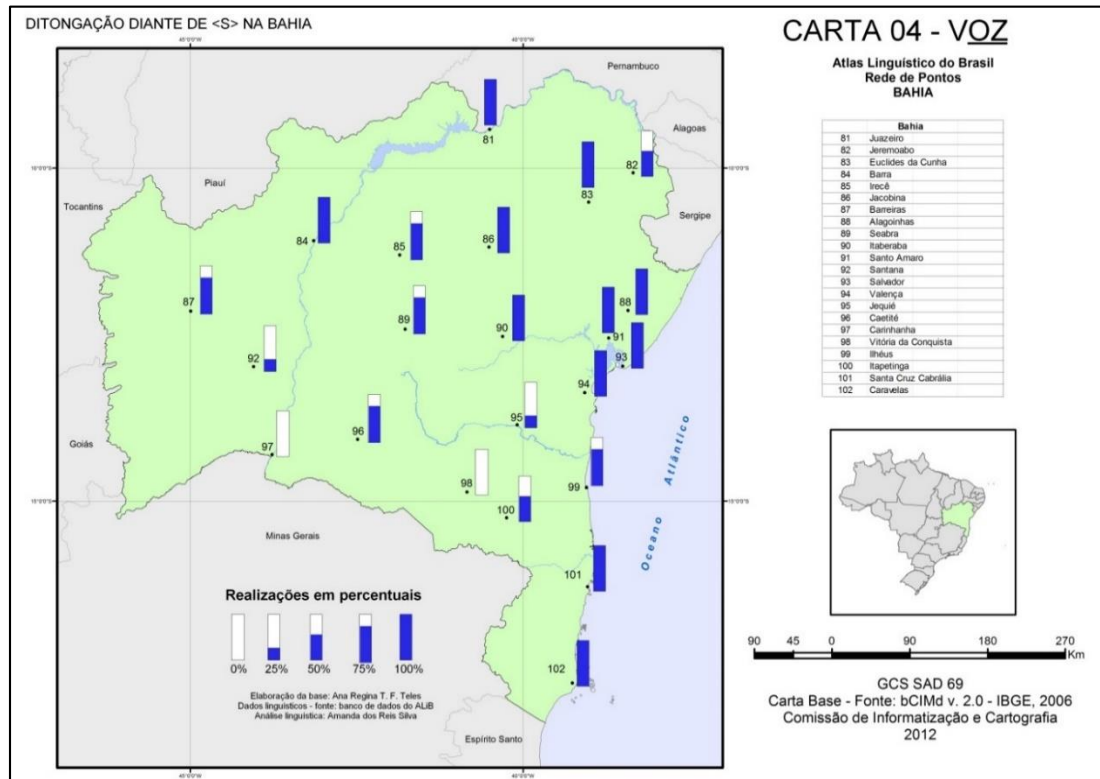 DITONGAÇÃO DIANTE DE <S> NA BAHIA
CARTA 04 - VOZ
Atlas Linguístico do Brasil
Rede de Pontos
BAHIA
Bahia
81 Juazeiro
82 Jeremoabo
83 Euclides da Cunha
84 Barra
85 Irecê
86 Jacobina
87 Barreiras
88 Alagoinhas
89 Seabra
90 Itaberaba
91 Santo Amaro
92 Santana
93 Salvador
94 Valença
95 Jequié
96 Caetité
97 Carinhanha
98 Vitória da Conquista
99 Ilhéus
100 Itapetinga
101 Santa Cruz Cabrália
102 Caravelas
Pernambuco
Alagoas
Piauí
Tocantins
Sergipe
Goiás
Minas Gerais
Espírito Santo
Oceano Atlântico
81
82
83
84
85
86
87
88
89
90
91
92
93
94
95
96
97
98
99
100
101
102
Realizações em percentuais
0% 25% 50% 75% 100%
Elaboração da base: Ana Regina T. F. Teles
Dados linguísticos - fonte: banco de dados do ALiB
Análise linguística: Amanda dos Reis Silva
90 45 0 90 180 270
Km
GCS SAD 69
Carta Base - Fonte: bCIMd v. 2.0 - IBGE, 2006
Comissão de Informatização e Cartografia
2012